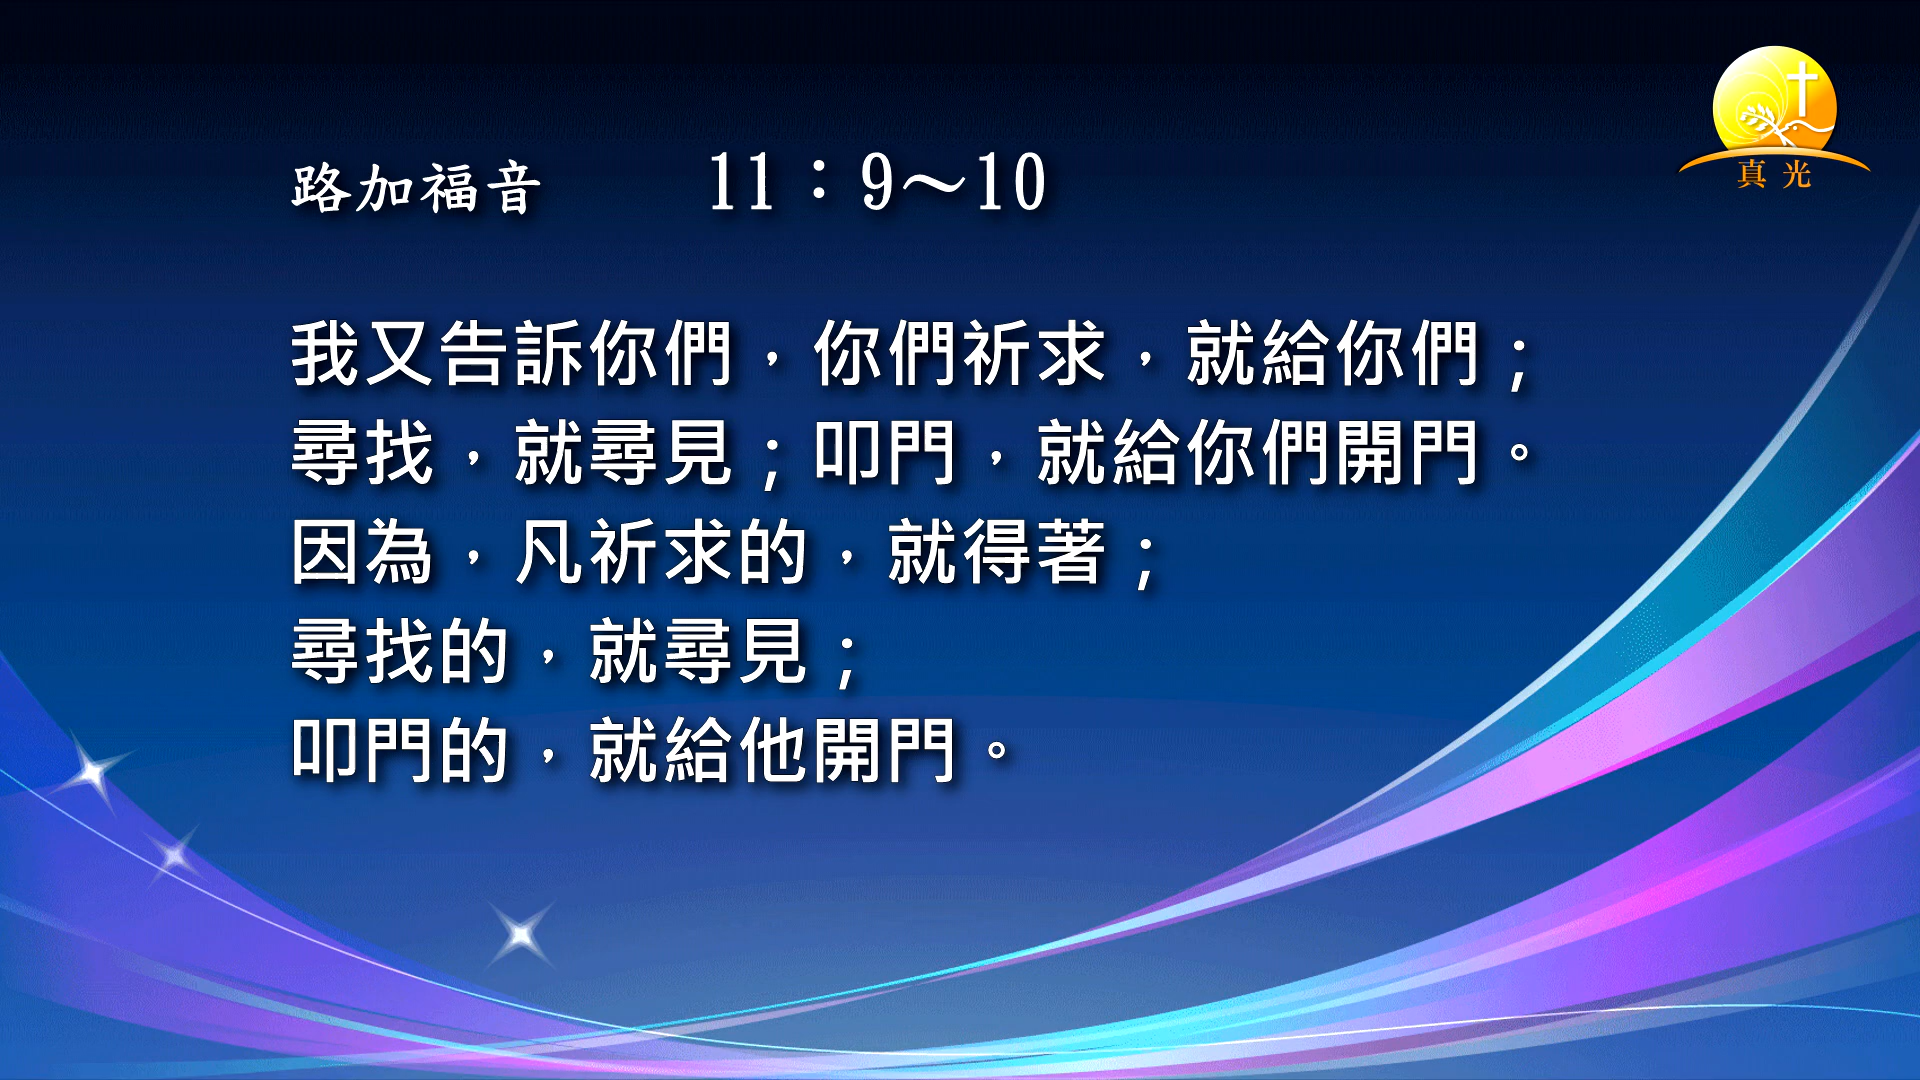 路加福音 11：9～10
真光
我又告訴你們，你們祈求，就給你們；
尋找，就尋見；叩門，就給你們開門。
因為，凡祈求的，就得著；
尋找的，就尋見；
叩門的，就給他開門。